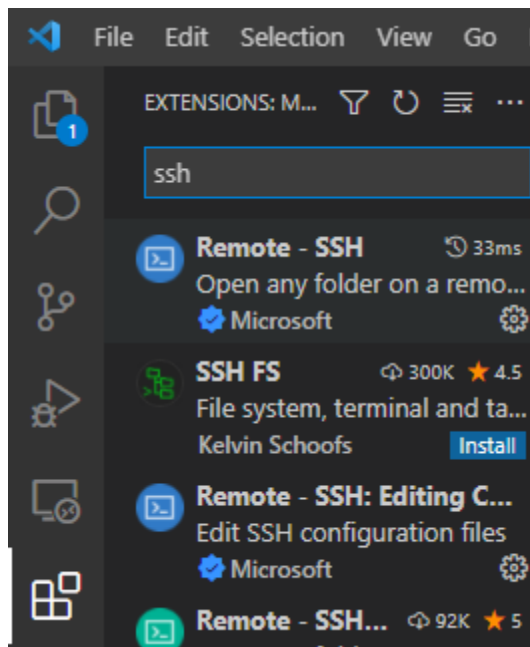 File Edit Selection View Go
EXTENSIONS: M... ...
1
ssh
Remote - SSH 33ms
Open any folder on a remo...
Microsoft
SSH FS 300K 4.5
File system, terminal and ta...
Kelvin Schoofs Install
Remote - SSH: Editing C...
Edit SSH configuration files
Microsoft
Remote - SSH... 92K 5